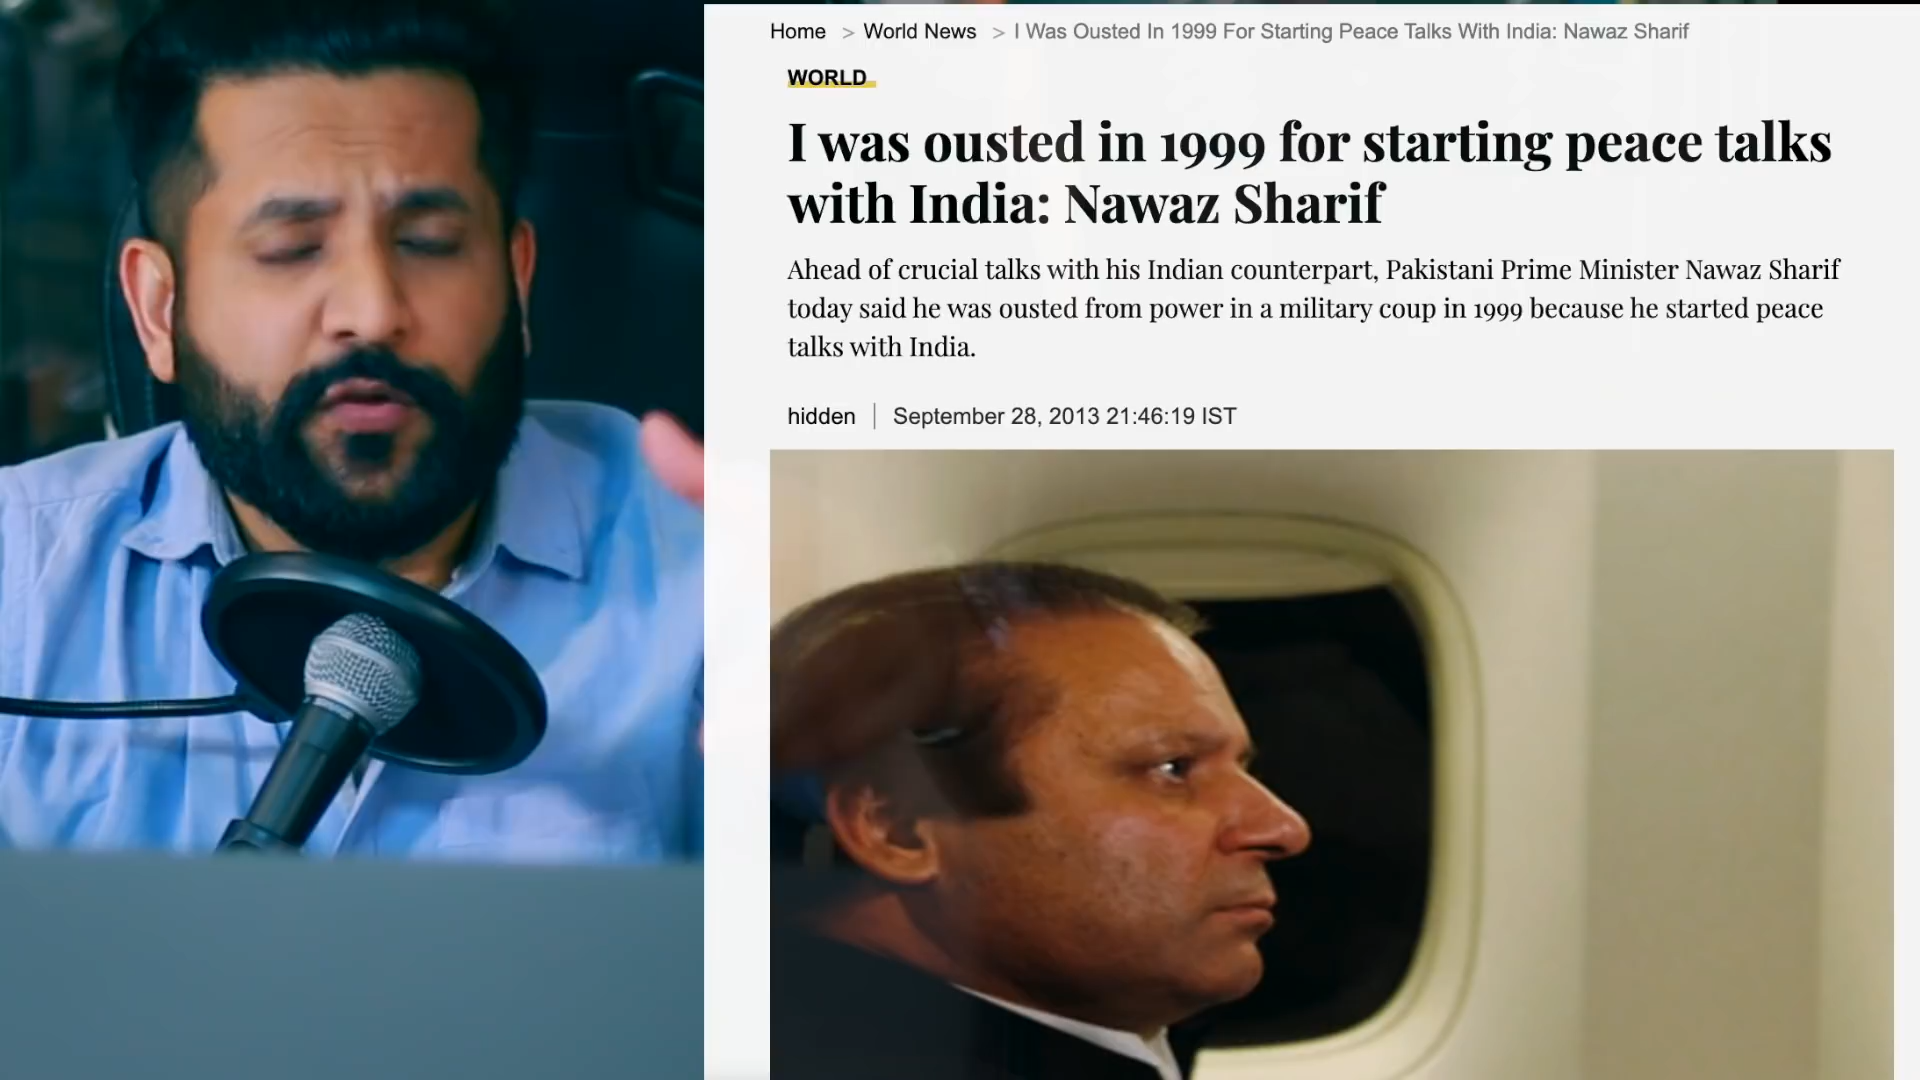 Home > World News > I Was Ousted In 1999 For Starting Peace Talks With India: Nawaz Sharif
WORLD
I was ousted in 1999 for starting peace talks
with India: Nawaz Sharif
Ahead of crucial talks with his Indian counterpart, Pakistani Prime Minister Nawaz Sharif
today said he was ousted from power in a military coup in 1999 because he started peace
talks with India.
hidden | September 28, 2013 21:46:19 IST